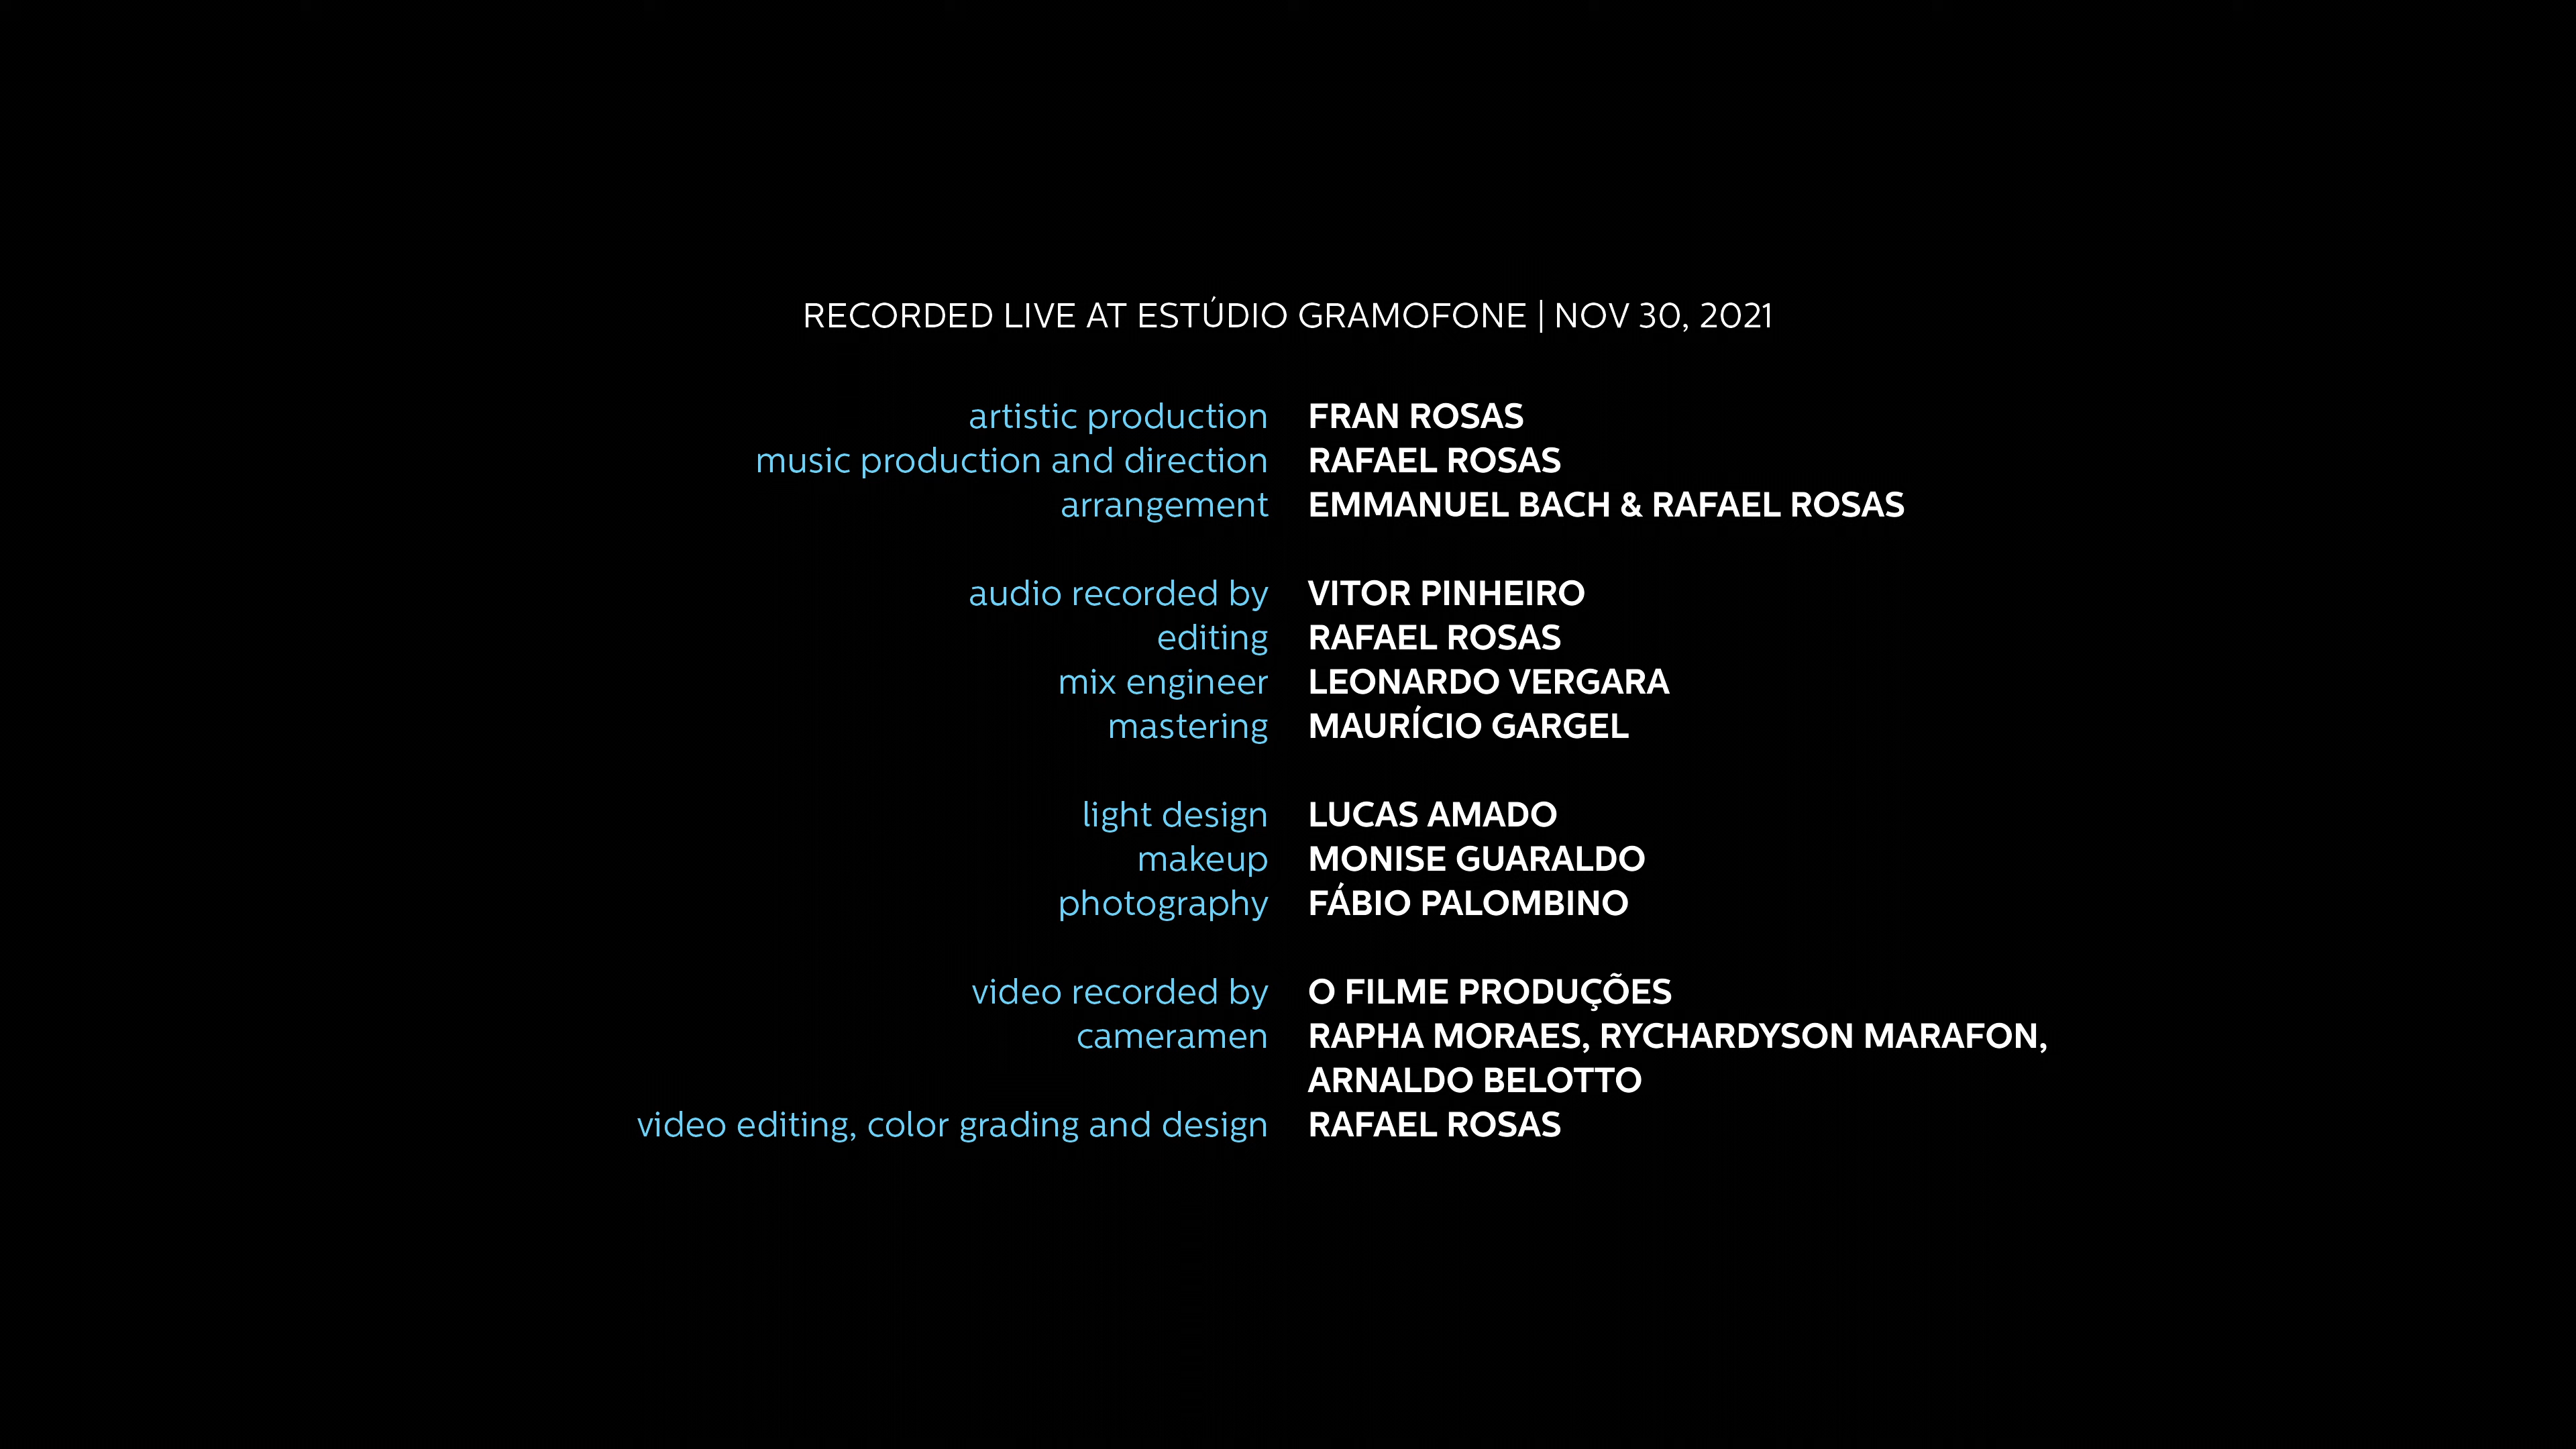 RECORDED LIVE AT ESTÚDIO GRAMOFONE | NOV 30, 2021
artistic production FRAN ROSAS
music production and direction RAFAEL ROSAS
arrangement EMMANUEL BACH & RAFAEL ROSAS
audio recorded by VITOR PINHEIRO
editing RAFAEL ROSAS
mix engineer LEONARDO VERGARA
mastering MAURÍCIO GARGEL
light design LUCAS AMADO
makeup MONISE GUARALDO
photography FÁBIO PALOMBINO
video recorded by O FILME PRODUÇÕES
cameramen RAPHA MORAES, RYCHARDYSON MARAFON,
ARNALDO BELOTTO
video editing, color grading and design RAFAEL ROSAS